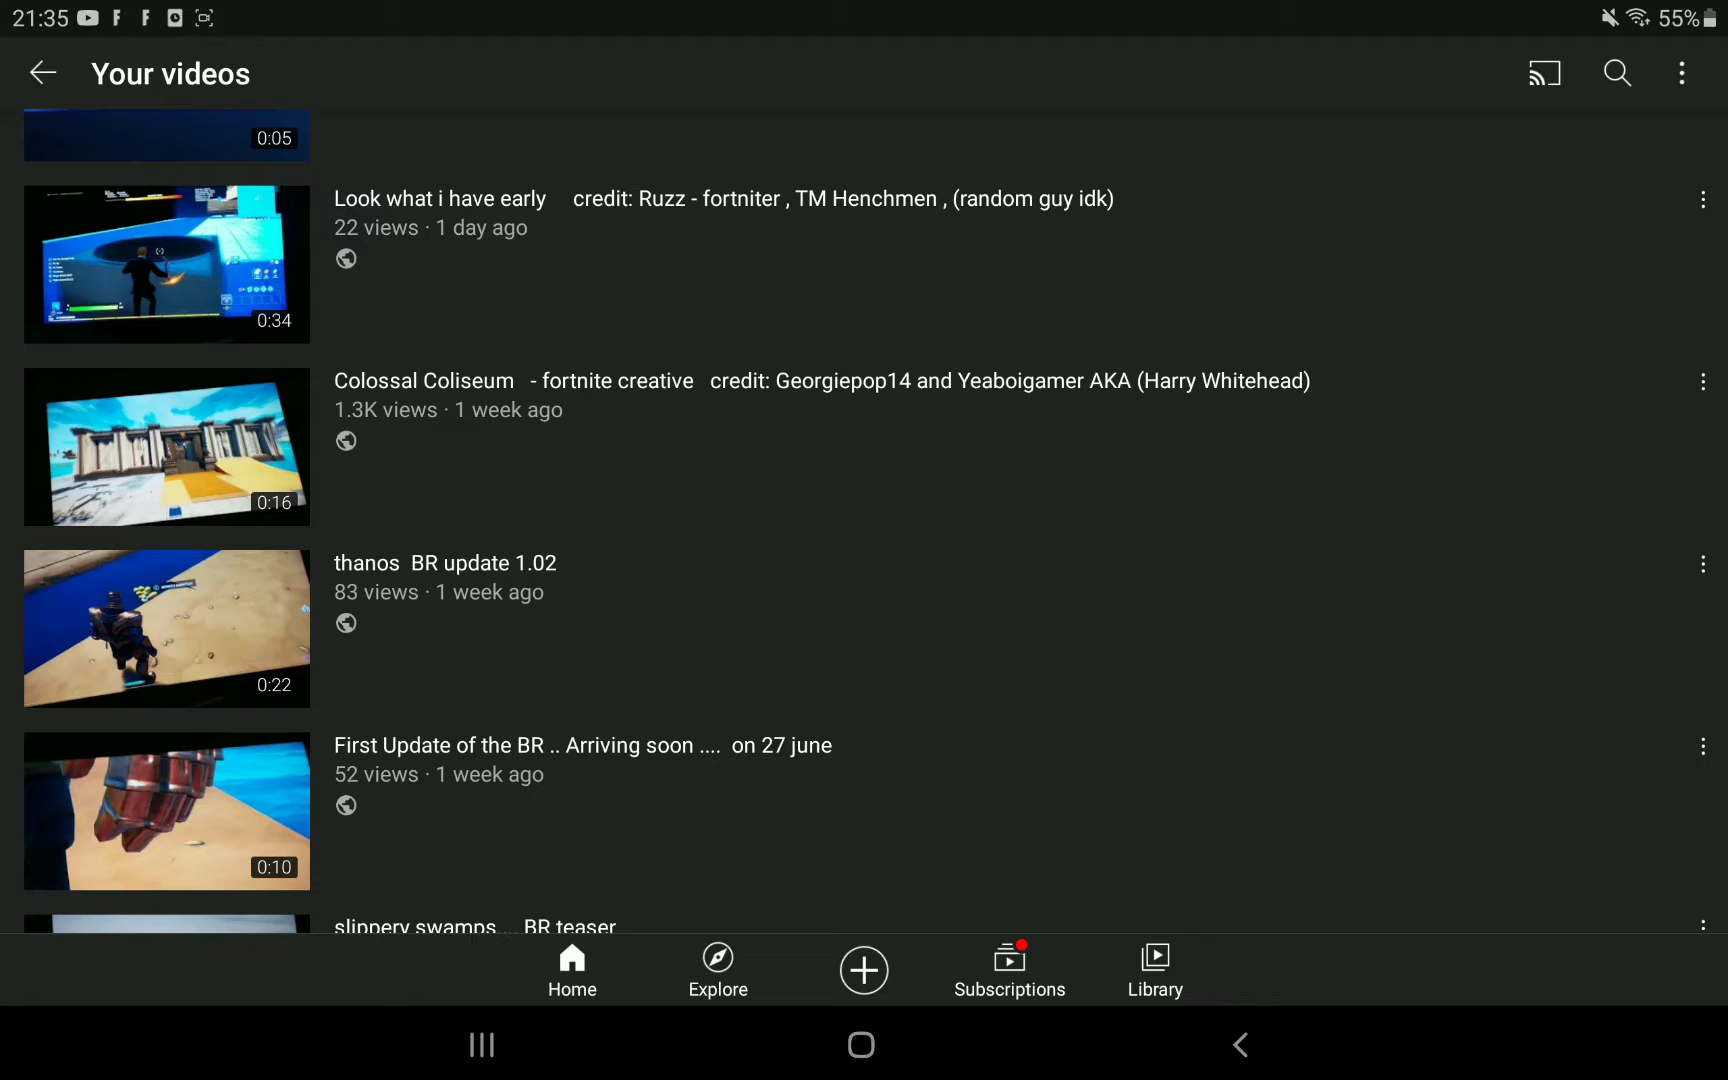 21:35 F F 55%
Your videos
0:05
Look what i have early credit: Ruzz - fortniter , TM Henchmen , (random guy idk)
22 views · 1 day ago
0:34
Colossal Coliseum - fortnite creative credit: Georgiepop14 and Yeaboigamer AKA (Harry Whitehead)
1.3K views · 1 week ago
0:16
thanos BR update 1.02
83 views · 1 week ago
0:22
First Update of the BR .. Arriving soon .... on 27 june
52 views · 1 week ago
0:10
slippery swamps.... BR teaser
Home Explore Subscriptions Library